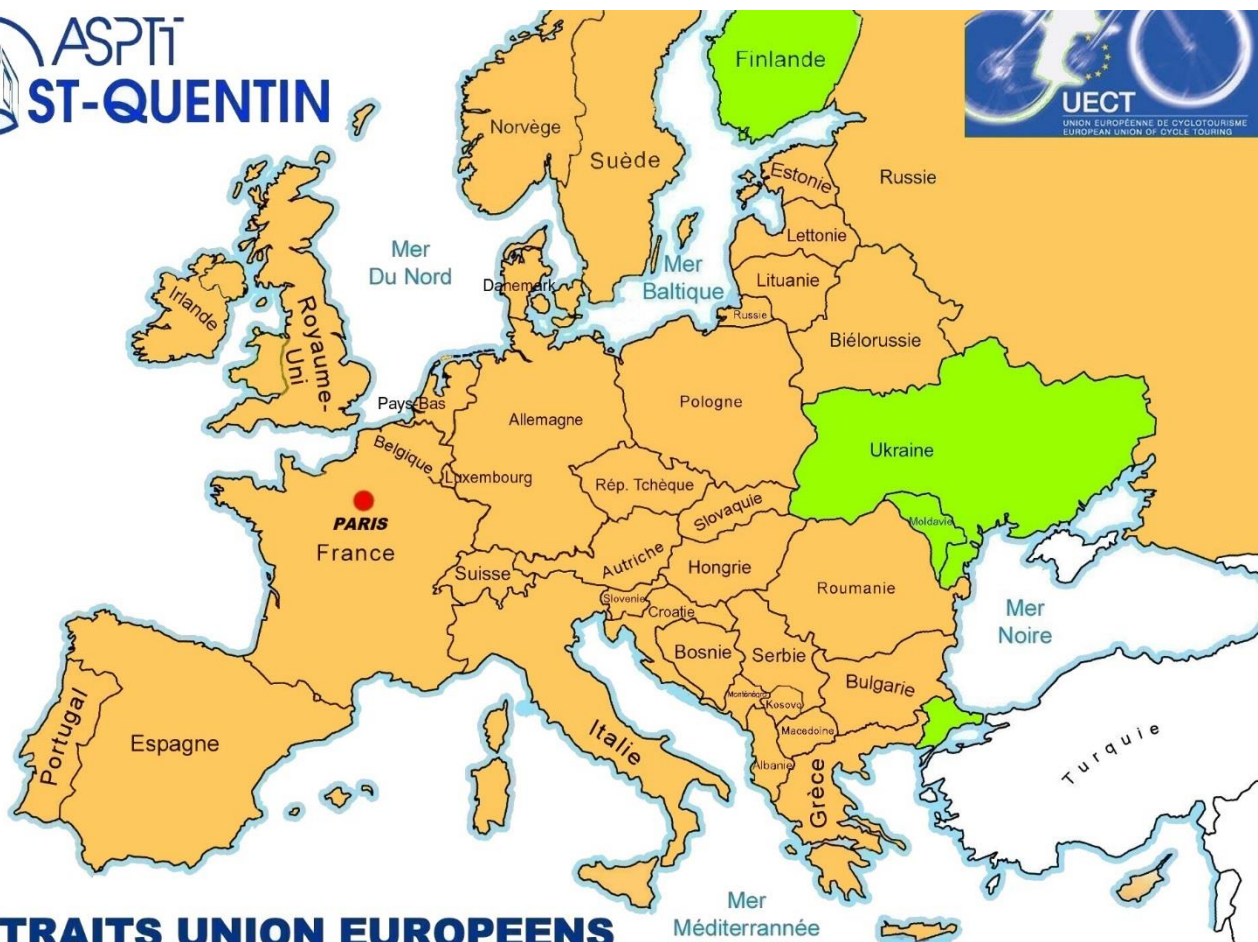 ASPTT
ST-QUENTIN
UECT
UNION EUROPÉENNE DE CYCLOTOURISME
EUROPEAN UNION OF CYCLE TOURING
Finlande
Norvège
Suède
Estonie
Russie
Lettonie
Mer
Du Nord
Mer
Baltique
Danemark
Lituanie
Russie
Irlande
Royaume-
Uni
Biélorussie
Pays-Bas
Allemagne
Pologne
Belgique
Luxembourg
Ukraine
Rép. Tchèque
Slovaquie
PARIS
France
Moldavie
Suisse
Autriche
Hongrie
Roumanie
Slovenie
Croatie
Mer
Noire
Bosnie
Serbie
Bulgarie
Monténégro
Kosovo
Macedoine
Portugal
Espagne
Italie
Albanie
Grèce
Turquie
Mer
Méditerrannée
TRAITS UNION EUROPEENS